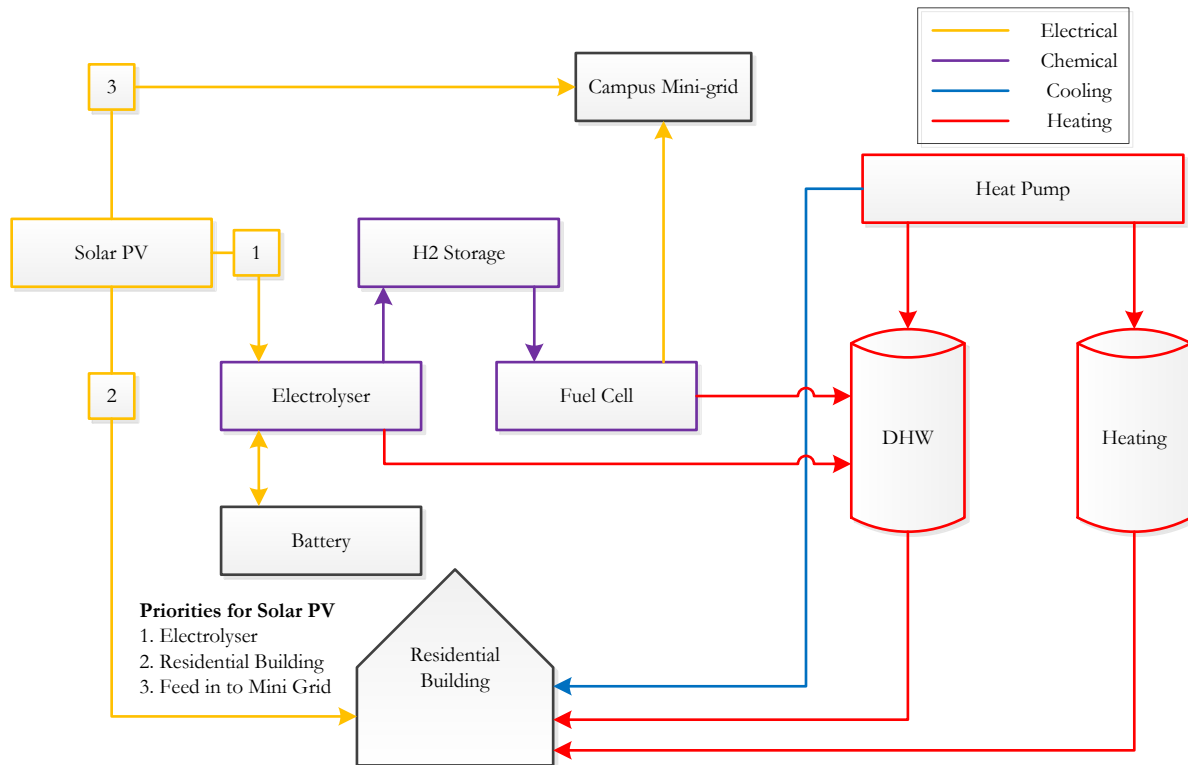 Electrical
Chemical
Cooling
Heating
3
Campus Mini-grid
Heat Pump
Solar PV
1
H2 Storage
2
Electrolyser
Fuel Cell
DHW
Heating
Battery
Priorities for Solar PV
1. Electrolyser
2. Residential Building
3. Feed in to Mini Grid
Residential
Building